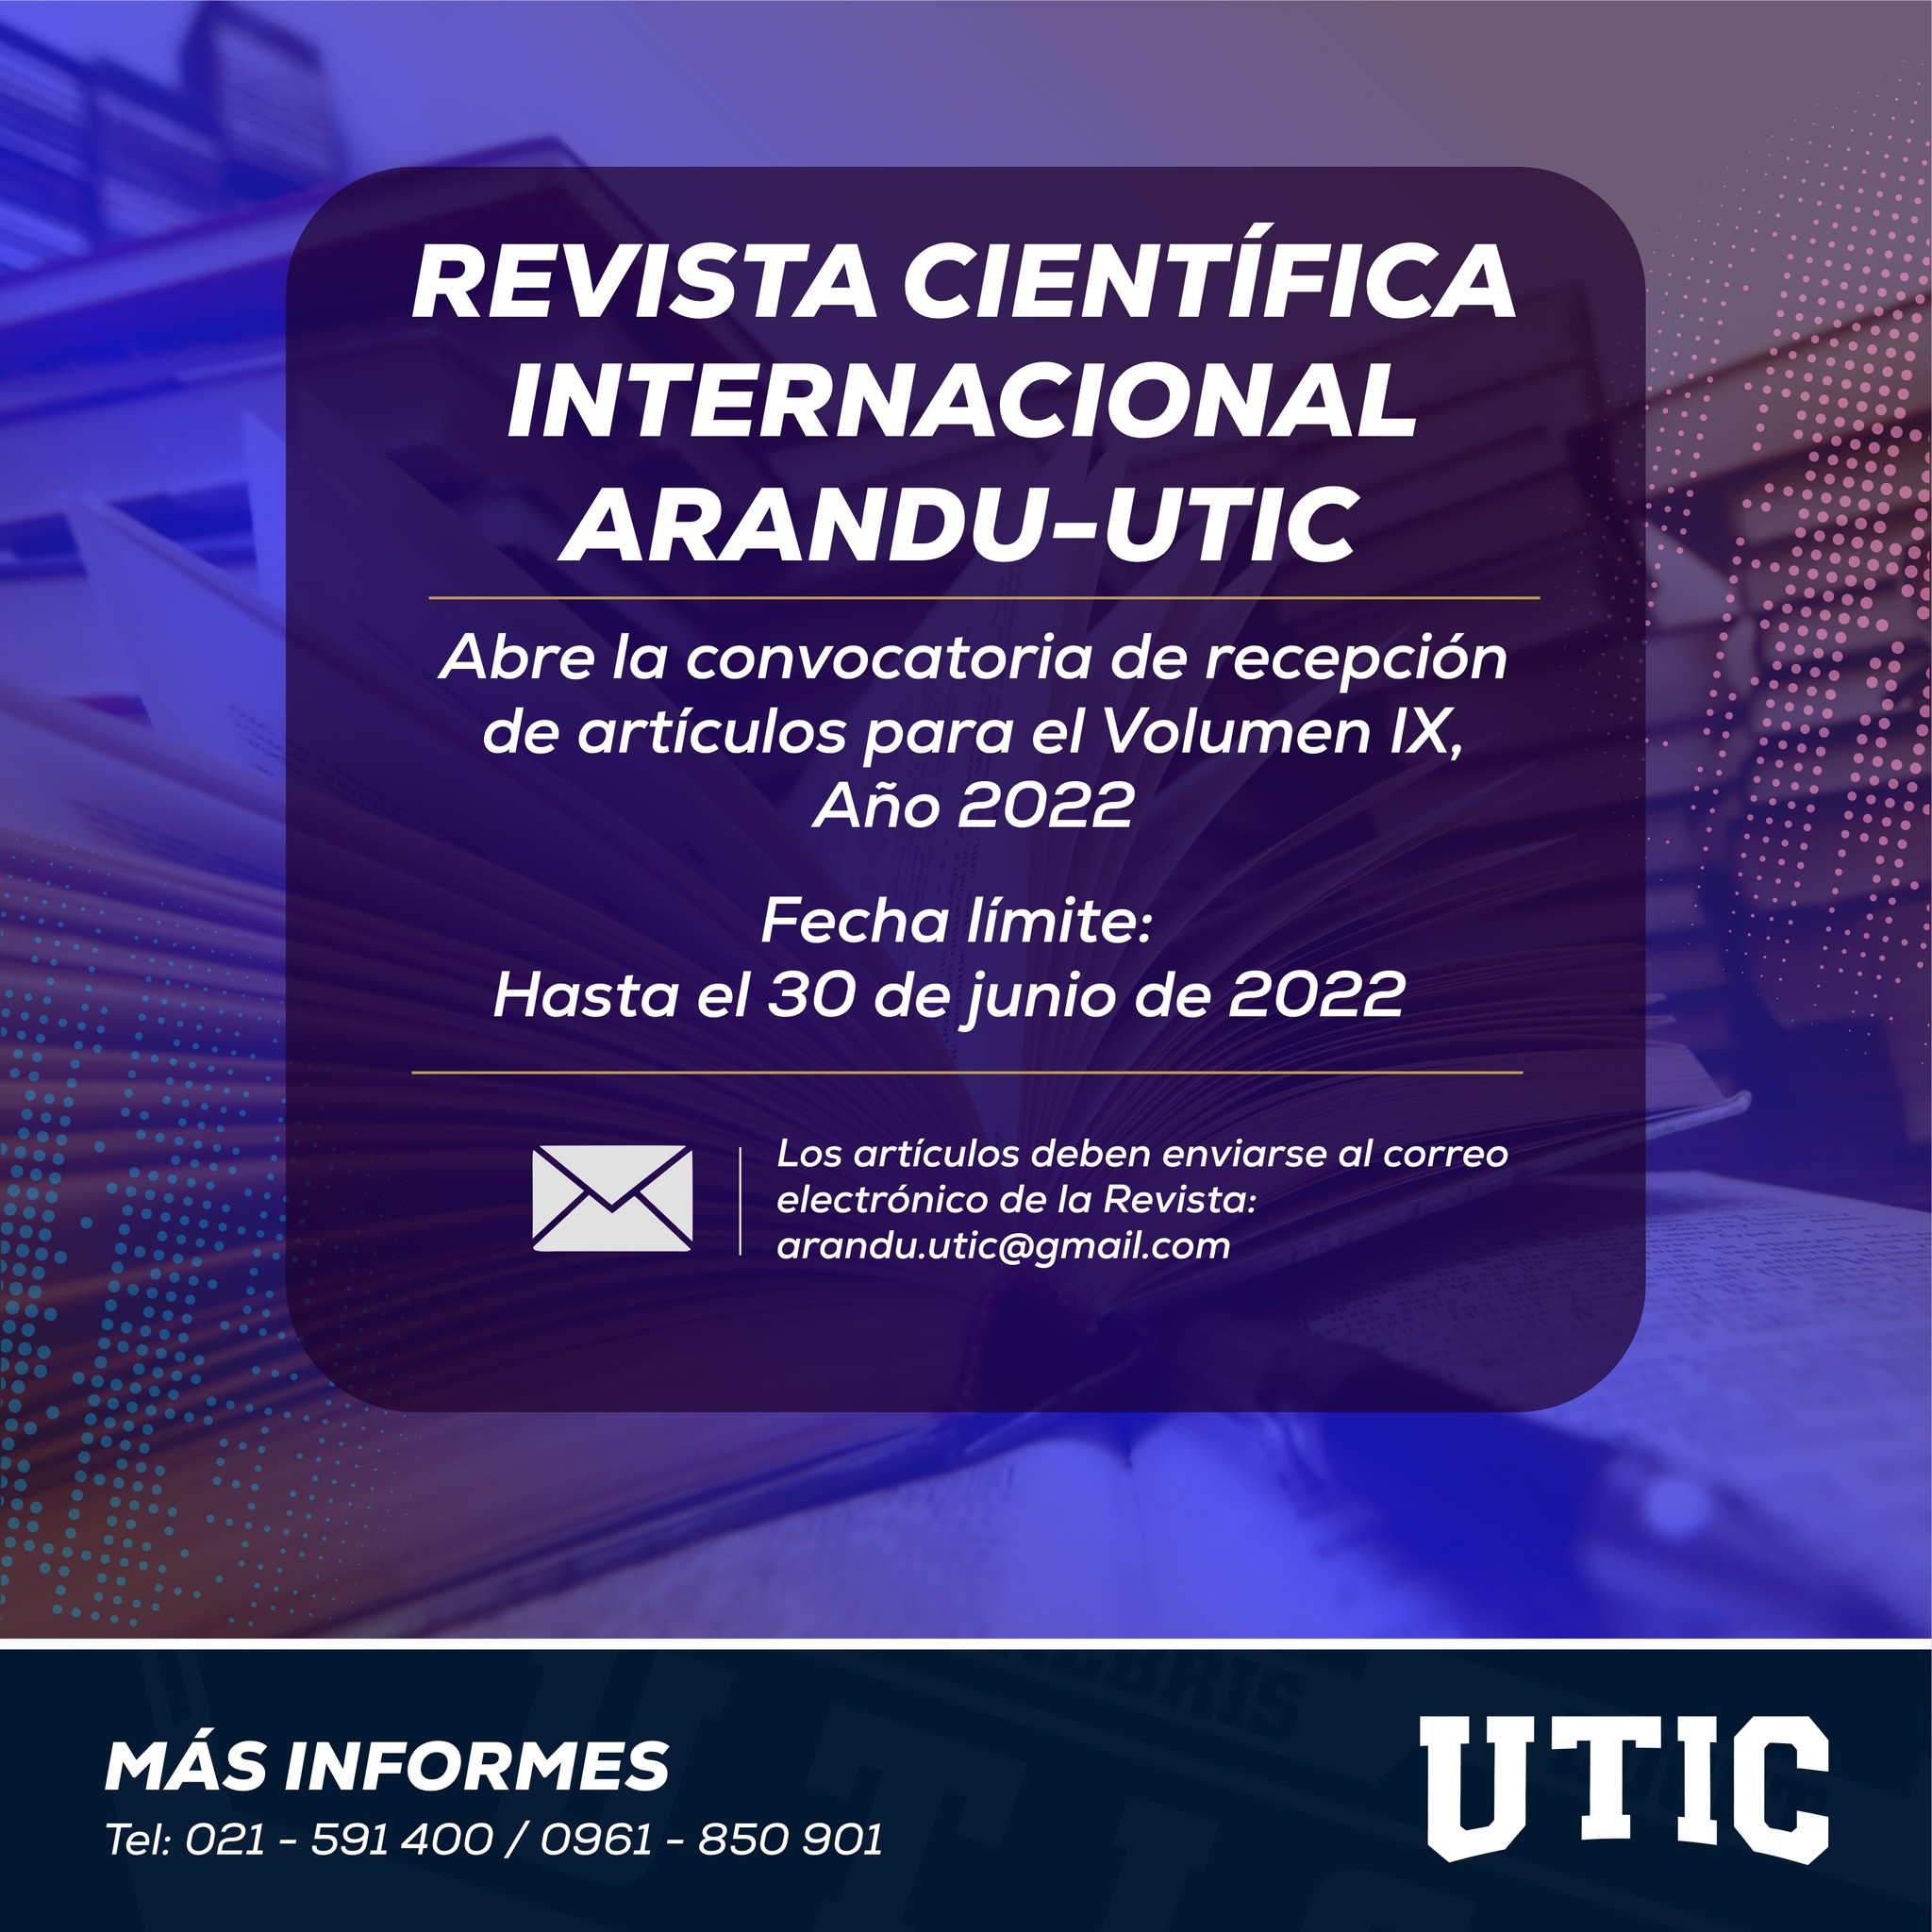 REVISTA CIENTÍFICA
INTERNACIONAL
ARANDU-UTIC
Abre la convocatoria de recepción
de artículos para el Volumen IX,
Año 2022
Fecha límite:
Hasta el 30 de junio de 2022
Los artículos deben enviarse al correo
electrónico de la Revista:
arandu.utic@gmail.com
MÁS INFORMES
Tel: 021 - 591 400 / 0961 - 850 901
UTIC